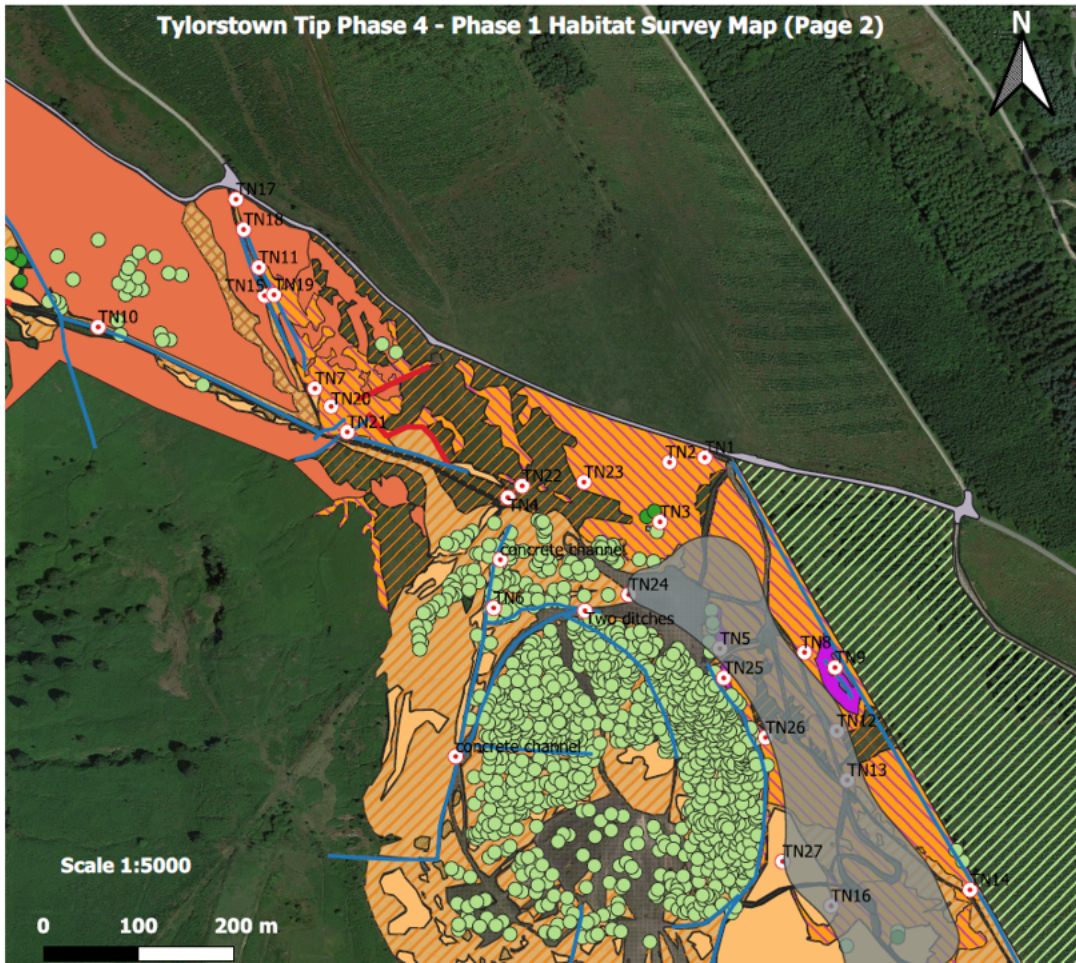 Tylorstown Tip Phase 4 - Phase 1 Habitat Survey Map (Page 2)
N
TN17
TN18
TN11
TN15
TN19
TN10
TN7
TN20
TN21
TN1
TN2
TN22
TN23
TN4
TN3
concrete channel
TN24
TN6
Two ditches
TN5
TN8
TN9
TN25
TN12
TN26
concrete channel
TN13
TN27
Scale 1:5000
TN14
TN16
0 100 200 m